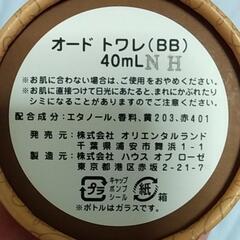 オード トワレ(BB)
40mL NH
※お肌に合わない場合は、ご使用をおやめください。
※お肌に直接つけて日光にあたると、まれにかぶれたり
シミになることがありますのでご注意ください。
配合成分：エタノール、香料、黄203、赤401
発売元：株式会社 オリエンタルランド
千葉県浦安市舞浜1-1
製造元：株式会社 ハウス オブ ローゼ
東京都港区赤坂2-21-7
プラ
キャップ
ポンプ
シール
紙
箱
※ボトルはガラスです。